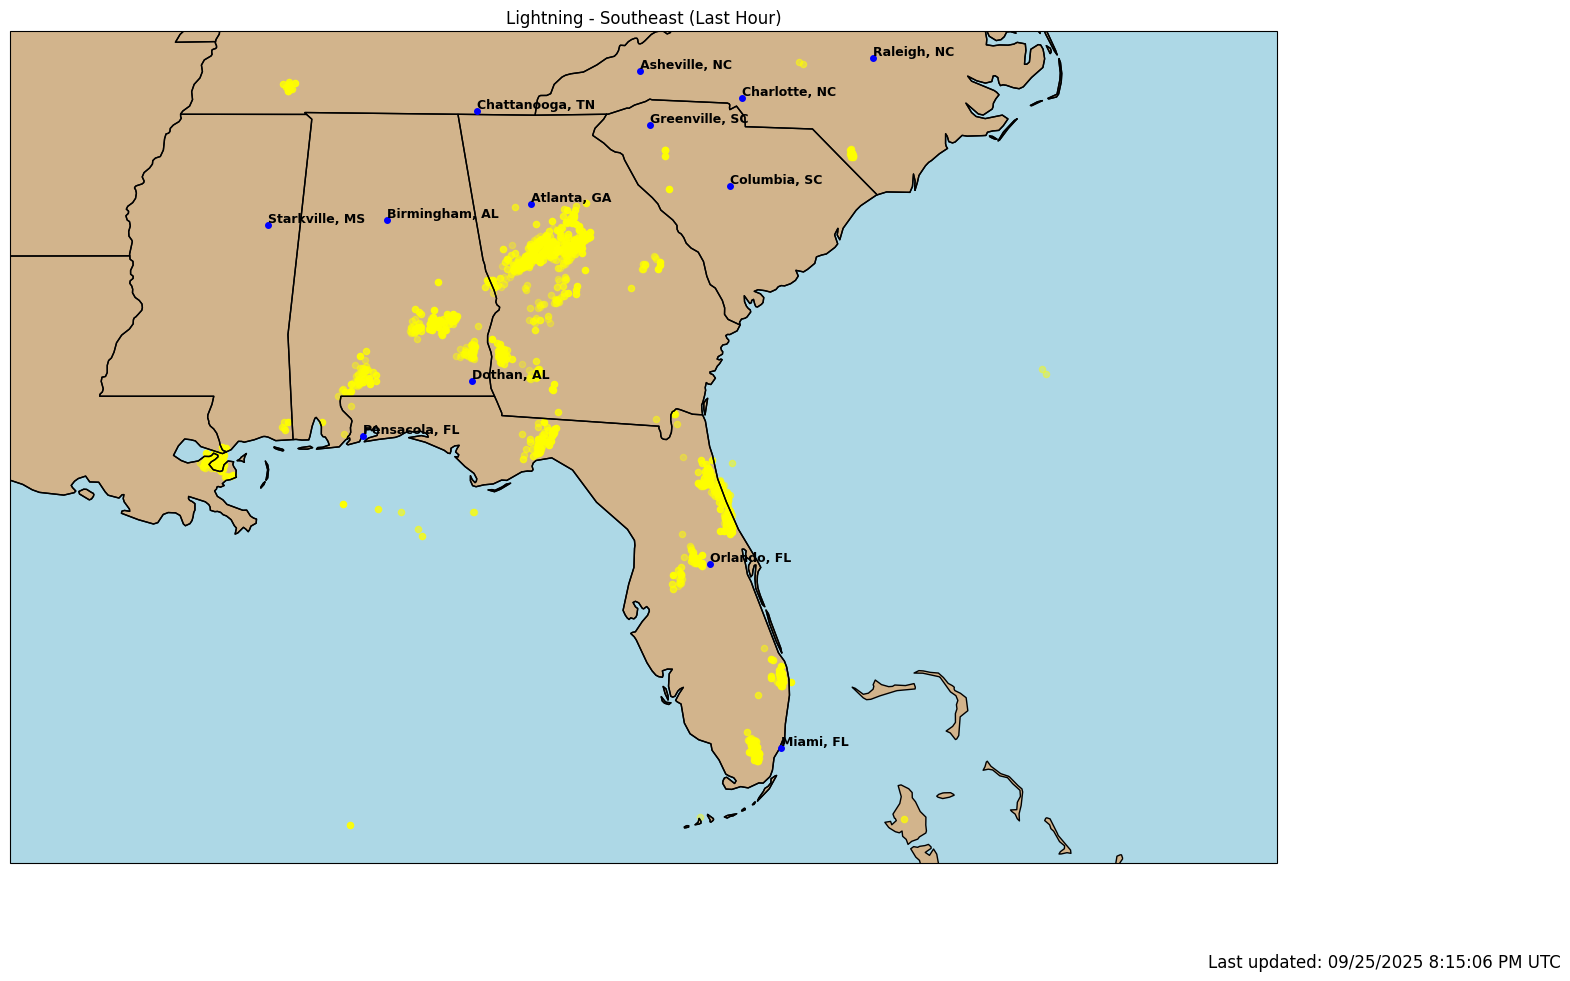 Lightning - Southeast (Last Hour)
Raleigh, NC
Asheville, NC
Charlotte, NC
Chattanooga, TN
Greenville, SC
Columbia, SC
Atlanta, GA
Birmingham, AL
Starkville, MS
Dothan, AL
Pensacola, FL
Orlando, FL
Miami, FL
Last updated: 09/25/2025 8:15:06 PM UTC